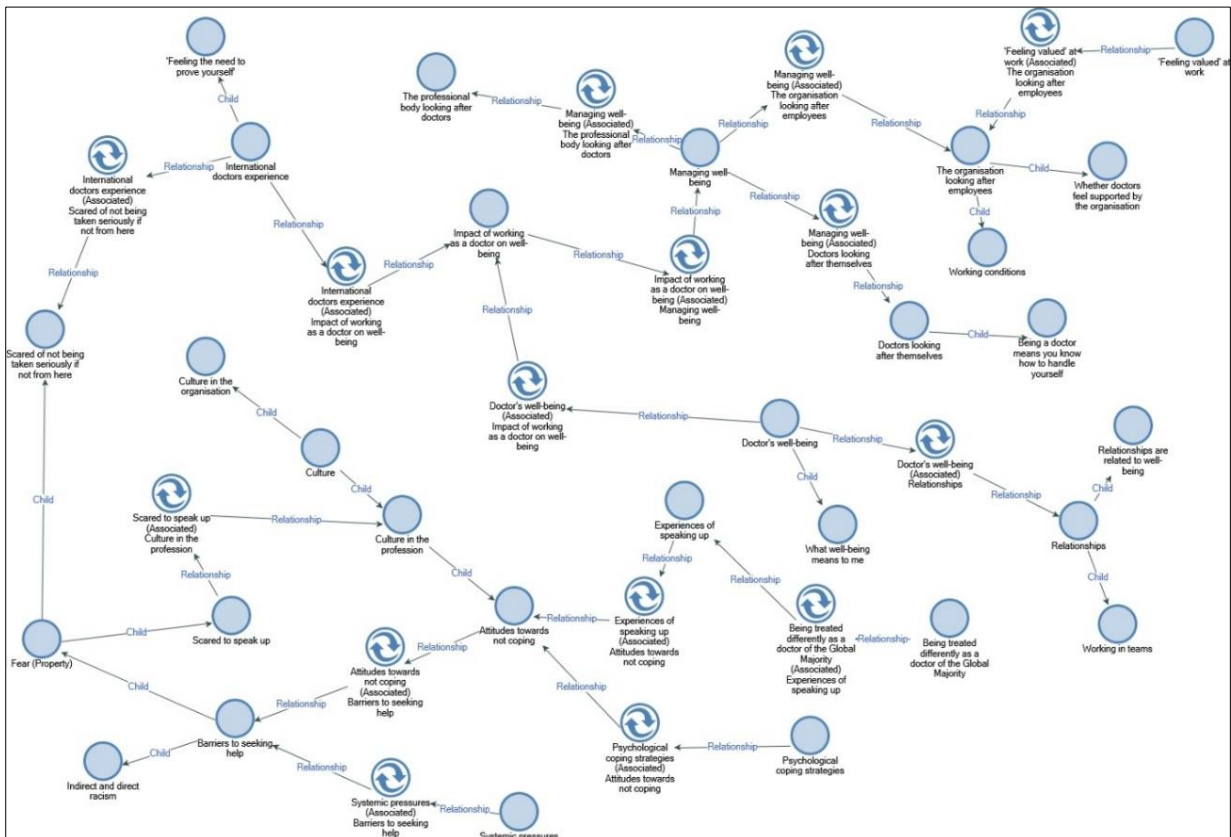 'Feeling the need to
prove yourself'
Child
International
doctors experience
Relationship
International
doctors experience
(Associated)
Scared of not being
taken seriously if
not from here
Relationship
Scared of not being
taken seriously if
not from here
Relationship
International
doctors experience
(Associated)
Impact of working
as a doctor on well-
being
Relationship
Impact of working
as a doctor on well-
being
Relationship
Impact of working
as a doctor on well-
being (Associated)
Managing well-
being
Relationship
The professional
body looking after
doctors
Relationship
Managing well-
being (Associated)
The professional
body looking after
doctors
Relationship
Managing well-
being
Relationship
Managing well-
being (Associated)
The organisation
looking after
employees
Relationship
'Feeling valued' at
work (Associated)
The organisation
looking after
employees
Relationship
'Feeling valued' at
work
Relationship
The organisation
looking after
employees
Child
Whether doctors
feel supported by
the organisation
Child
Working conditions
Relationship
Managing well-
being (Associated)
Doctors looking
after themselves
Relationship
Doctors looking
after themselves
Child
Being a doctor
means you know
how to handle
yourself
Relationship
Doctor's well-being
(Associated)
Impact of working
as a doctor on well-
being
Relationship
Doctor's well-being
Relationship
Doctor's well-being
(Associated)
Relationships
Relationship
Relationships are
related to well-
being
Child
Relationships
Child
Working in teams
Child
What well-being
means to me
Culture in the
organisation
Child
Culture
Child
Culture in the
profession
Relationship
Scared to speak up
(Associated)
Culture in the
profession
Relationship
Scared to speak up
Child
Child
Fear (Property)
Child
Child
Attitudes towards
not coping
Relationship
Experiences of
speaking up
(Associated)
Attitudes towards
not coping
Relationship
Experiences of
speaking up
Relationship
Being treated
differently as a
doctor of the Global
Majority
(Associated)
Experiences of
speaking up
Relationship
Being treated
differently as a
doctor of the Global
Majority
Relationship
Attitudes towards
not coping
(Associated)
Barriers to seeking
help
Relationship
Barriers to seeking
help
Child
Indirect and direct
racism
Relationship
Systemic pressures
(Associated)
Barriers to seeking
help
Relationship
Systemic pressures
Relationship
Psychological
coping strategies
(Associated)
Attitudes towards
not coping
Relationship
Psychological
coping strategies